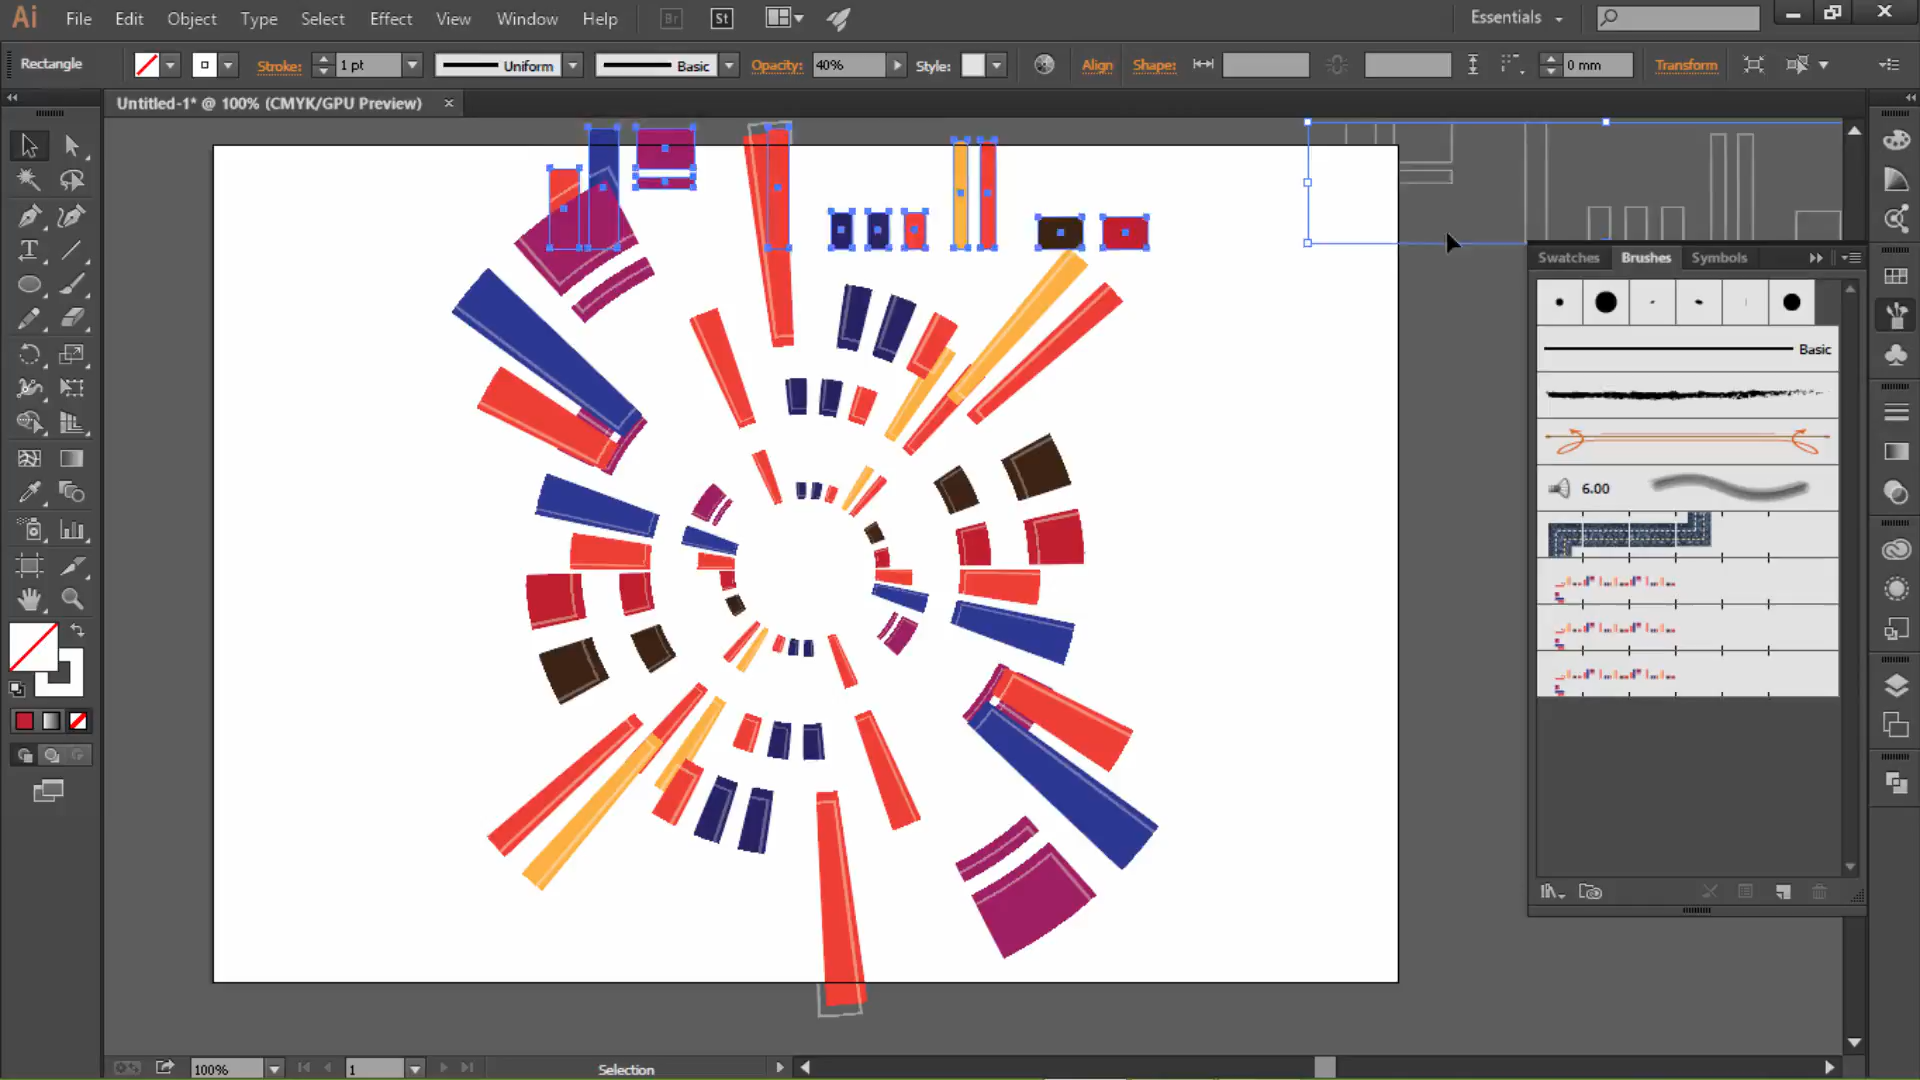 Ai File Edit Object Type Select Effect View Window Help Br St Essentials
Rectangle Stroke: 1 pt Uniform Basic Opacity: 40% Style: Align Shape: 0 mm Transform
Untitled-1* @ 100% (CMYK/GPU Preview)
Swatches Brushes Symbols
Basic
6.00
100% 1 Selection